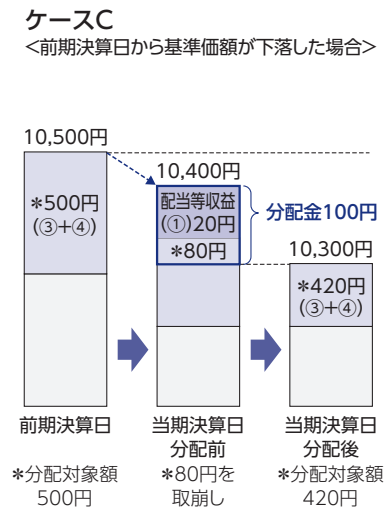 ケースC
<前期決算日から基準価額が下落した場合>
10,500円
10,400円
*500円
(③+④)
配当等収益
(①)20円
*80円
分配金100円
10,300円
*420円
(③+④)
前期決算日
当期決算日
分配前
当期決算日
分配後
*分配対象額
500円
*80円を
取崩し
*分配対象額
420円